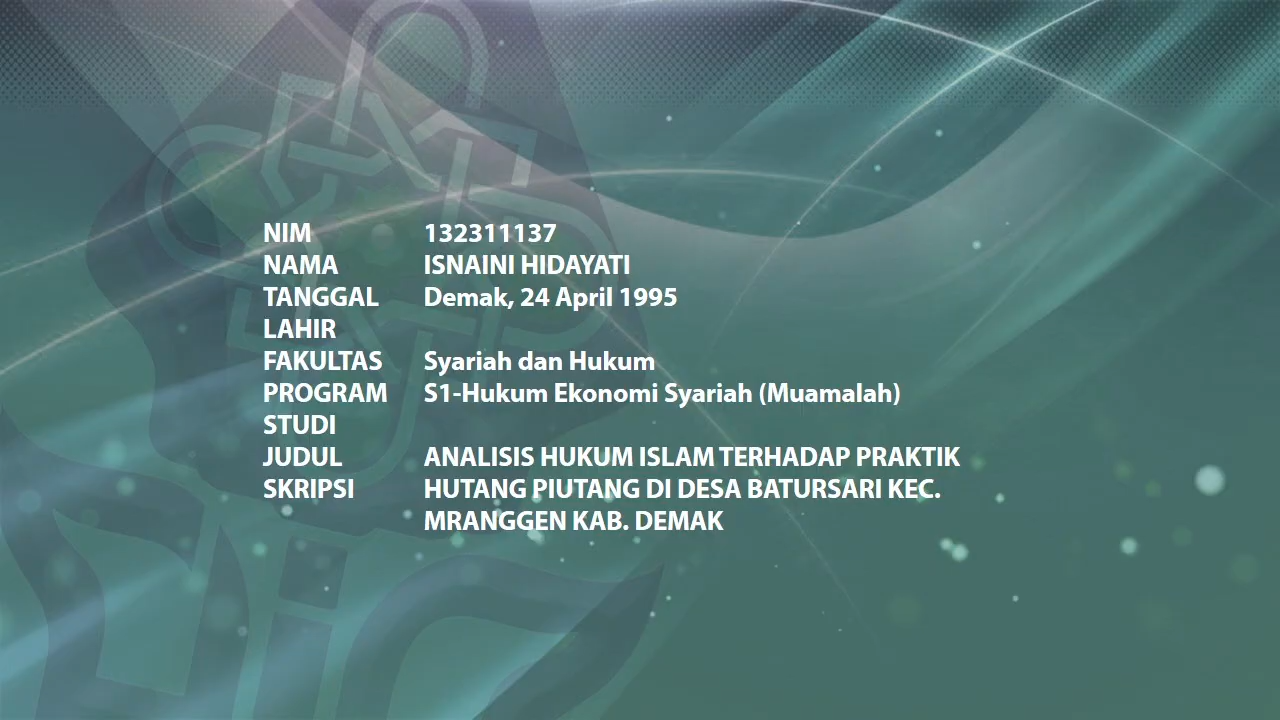 NIM 132311137
NAMA ISNAINI HIDAYATI
TANGGAL Demak, 24 April 1995
LAHIR
FAKULTAS Syariah dan Hukum
PROGRAM S1-Hukum Ekonomi Syariah (Muamalah)
STUDI
JUDUL ANALISIS HUKUM ISLAM TERHADAP PRAKTIK
SKRIPSI HUTANG PIUTANG DI DESA BATURSARI KEC.
MRANGGEN KAB. DEMAK